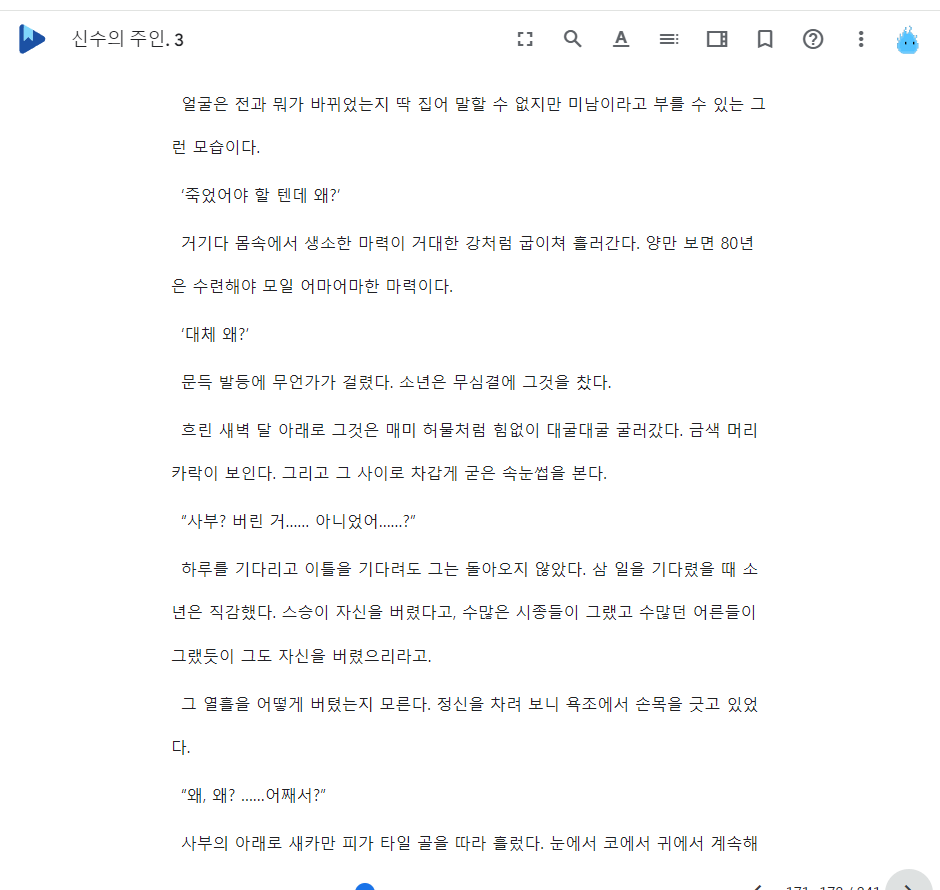 신수의 주인. 3
얼굴은 전과 뭐가 바뀌었는지 딱 집어 말할 수 없지만 미남이라고 부를 수 있는 그
런 모습이다.
'죽었어야 할 텐데 왜?'
거기다 몸속에서 생소한 마력이 거대한 강처럼 굽이쳐 흘러간다. 양만 보면 80년
은 수련해야 모일 어마어마한 마력이다.
'대체 왜?'
문득 발등에 무언가가 걸렸다. 소년은 무심결에 그것을 찼다.
흐린 새벽 달 아래로 그것은 매미 허물처럼 힘없이 대굴대굴 굴러갔다. 금색 머리
카락이 보인다. 그리고 그 사이로 차갑게 굳은 속눈썹을 본다.
"사부? 버린 거...... 아니었어......?"
하루를 기다리고 이틀을 기다려도 그는 돌아오지 않았다. 삼 일을 기다렸을 때 소
년은 직감했다. 스승이 자신을 버렸다고, 수많은 시종들이 그랬고 수많던 어른들이
그랬듯이 그도 자신을 버렸으리라고.
그 열흘을 어떻게 버텼는지 모른다. 정신을 차려 보니 욕조에서 손목을 긋고 있었
다.
"왜, 왜? ......어째서?"
사부의 아래로 새카만 피가 타일 골을 따라 흘렀다. 눈에서 코에서 귀에서 계속해